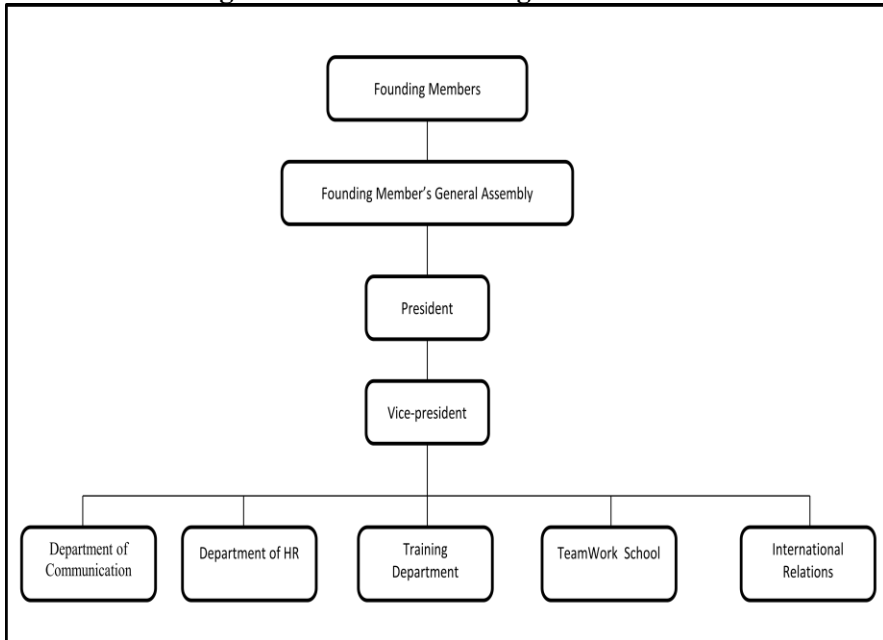 Founding Members
Founding Member's General Assembly
President
Vice-president
Department of
Communication
Department of HR
Training
Department
TeamWork School
International
Relations